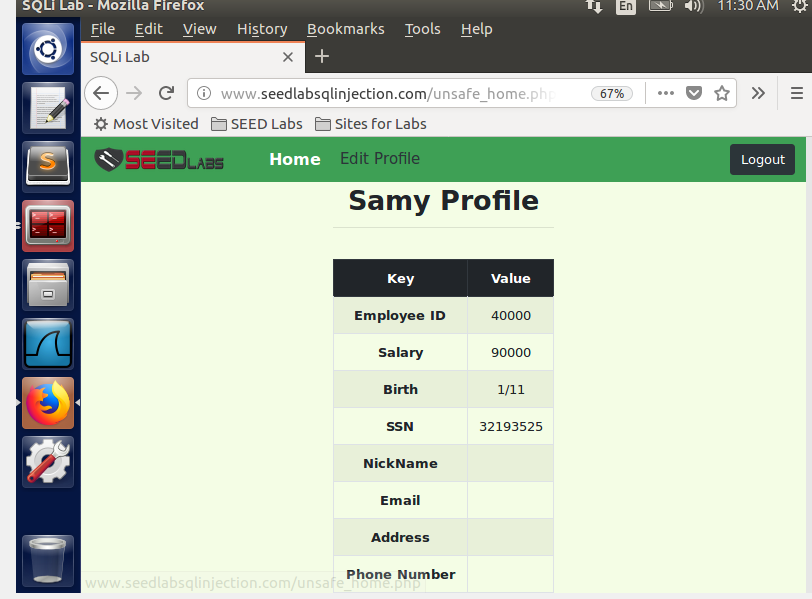 SQLi Lab - Mozilla Firefox En 11:30 AM
File Edit View History Bookmarks Tools Help
SQLi Lab
www.seedlabsqlinjection.com/unsafe_home.php 67%
Most Visited SEED Labs Sites for Labs
SEEDLABS Home Edit Profile Logout
Samy Profile
Key Value
Employee ID 40000
Salary 90000
Birth 1/11
SSN 32193525
NickName
Email
Address
Phone Number
www.seedlabsqlinjection.com/unsafe_home.php